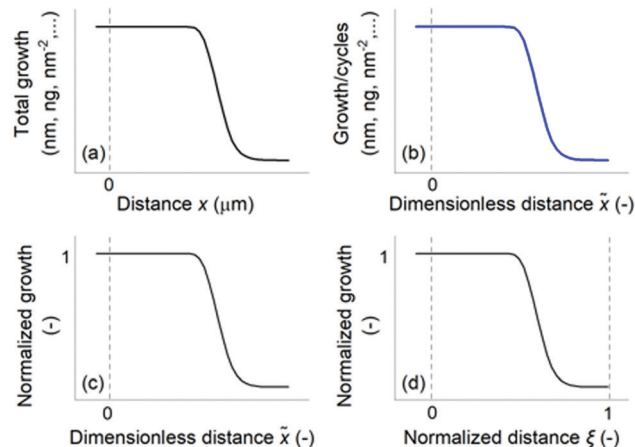 Total growth
(nm, ng, nm⁻²,...)
(a)
0
Distance x (μm)
Growth/cycles
(nm, ng, nm⁻²,...)
(b)
0
Dimensionless distance x̃ (-)
Normalized growth
(-)
1
(c)
0
Dimensionless distance x̃ (-)
Normalized growth
(-)
1
(d)
0
1
Normalized distance ξ (-)